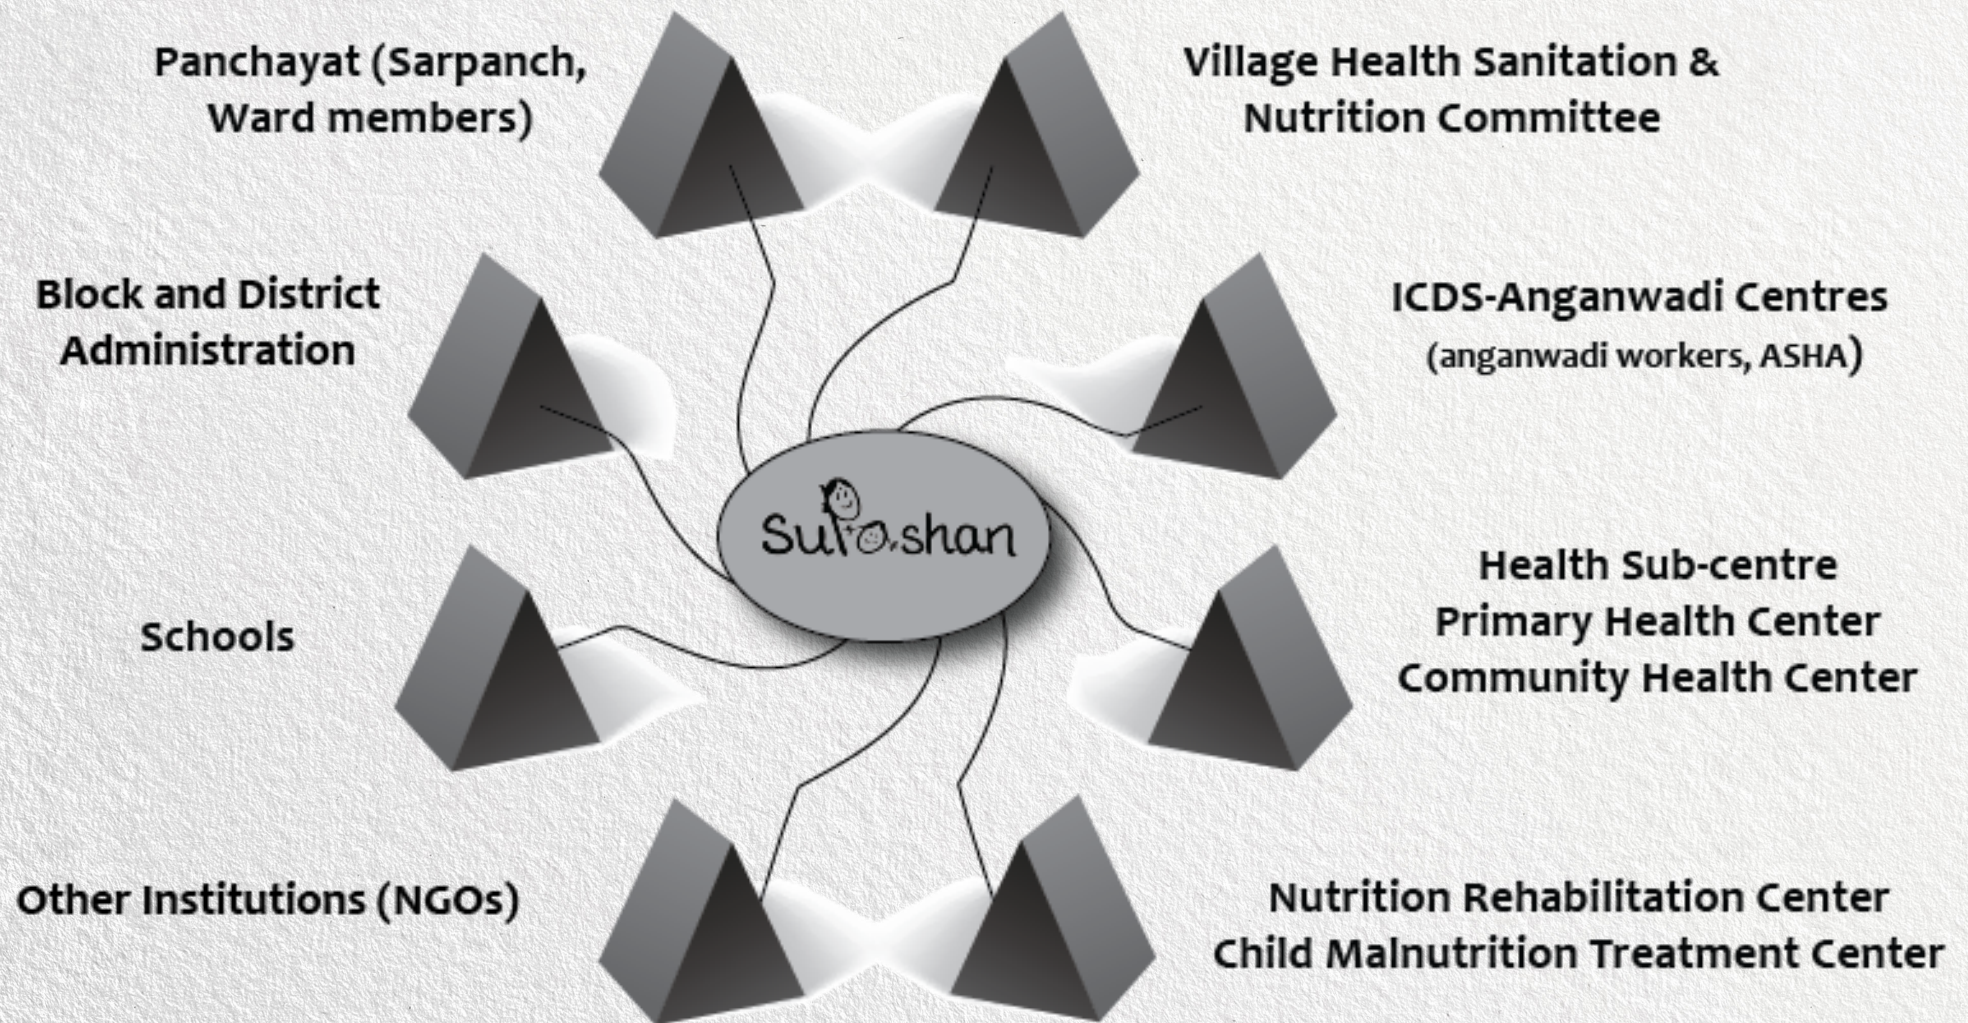 Panchayat (Sarpanch,
Ward members)
Village Health Sanitation &
Nutrition Committee
Block and District
Administration
ICDS-Anganwadi Centres
(anganwadi workers, ASHA)
SuPoshan
Schools
Health Sub-centre
Primary Health Center
Community Health Center
Other Institutions (NGOs)
Nutrition Rehabilitation Center
Child Malnutrition Treatment Center